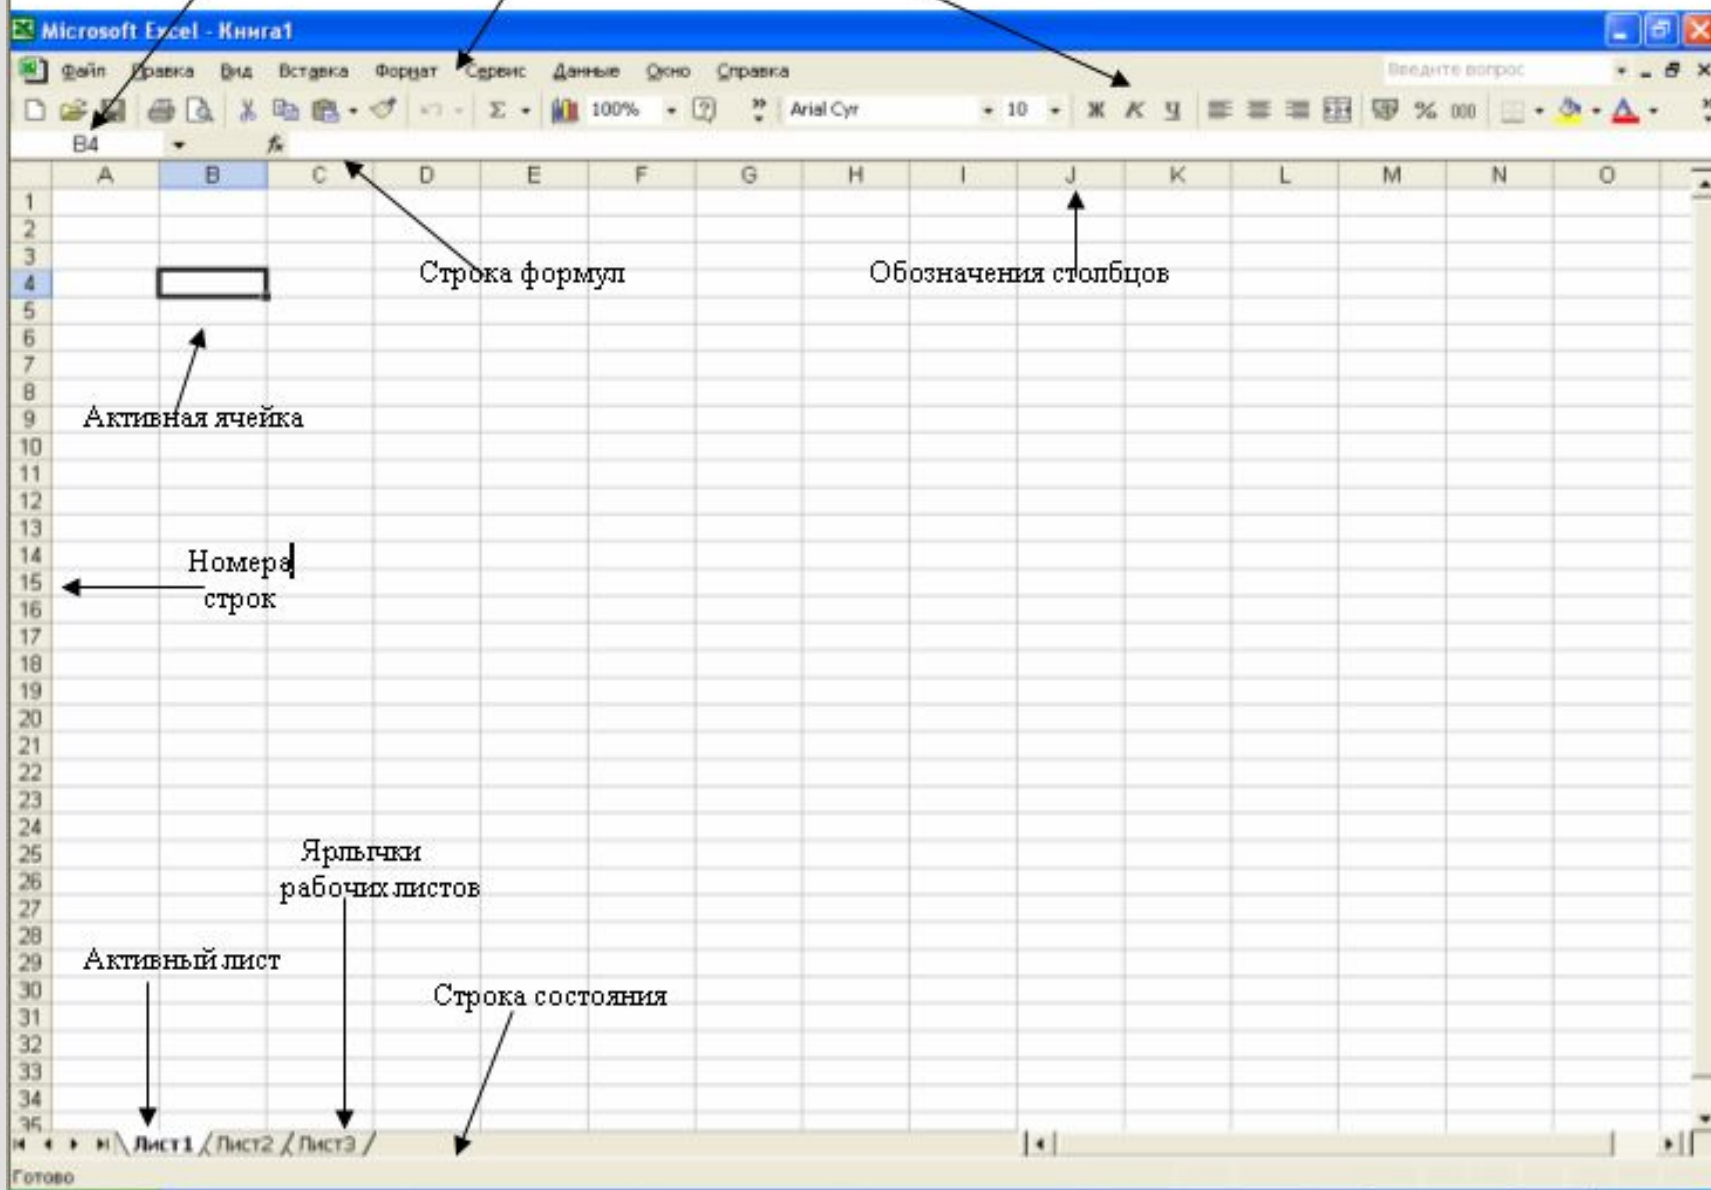 Microsoft Excel - Книга1
Файл Правка Вид Вставка Формат Сервис Данные Окно Справка Введите вопрос
100% Arial Cyr 10 Ж К Ч % 000
B4 fx
A B C D E F G H I J K L M N O
1
2
3
Строка формул Обозначения столбцов
4
5
6
7
8
9 Активная ячейка
10
11
12
13
14 Номера
15
строк
16
17
18
19
20
21
22
23
24
25 Ярлычки
26 рабочих листов
27
28
29 Активный лист
30 Строка состояния
31
32
33
34
35
Лист1 Лист2 Лист3
Готово